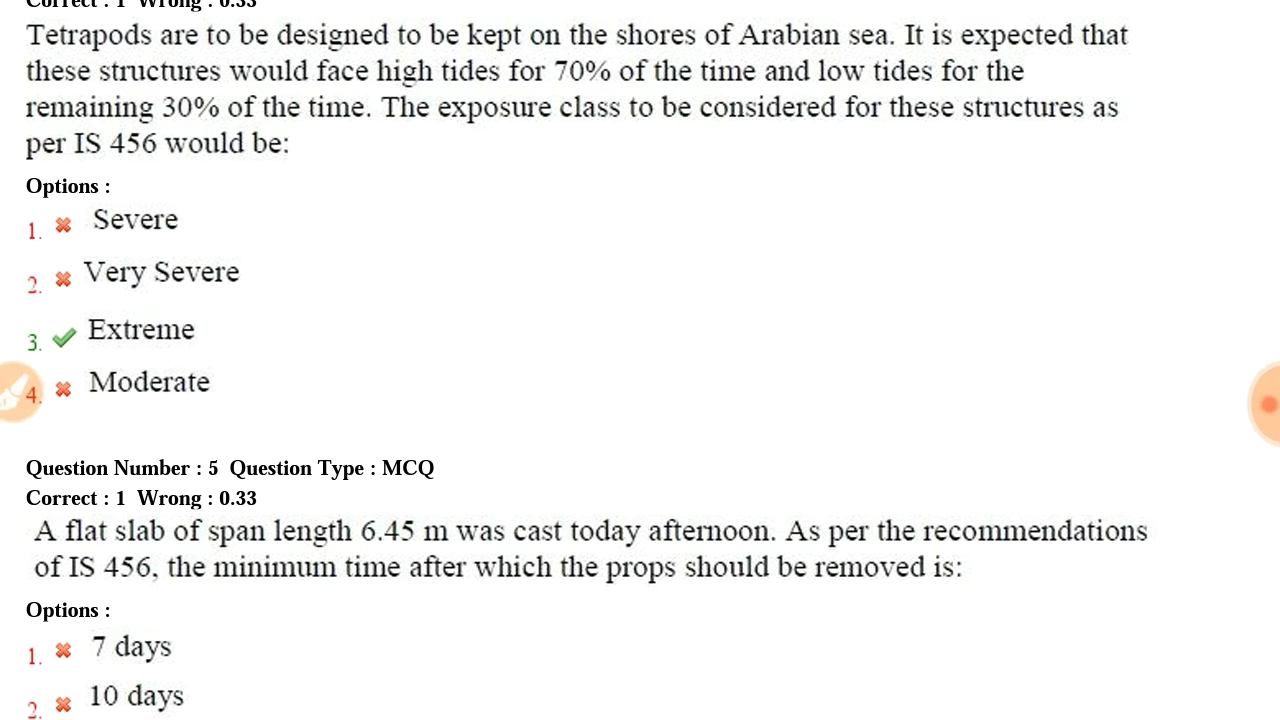 Correct : 1 Wrong : 0.33
Tetrapods are to be designed to be kept on the shores of Arabian sea. It is expected that
these structures would face high tides for 70% of the time and low tides for the
remaining 30% of the time. The exposure class to be considered for these structures as
per IS 456 would be:
Options :
1. Severe
2. Very Severe
3. Extreme
4. Moderate
Question Number : 5 Question Type : MCQ
Correct : 1 Wrong : 0.33
A flat slab of span length 6.45 m was cast today afternoon. As per the recommendations
of IS 456, the minimum time after which the props should be removed is:
Options :
1. 7 days
2. 10 days